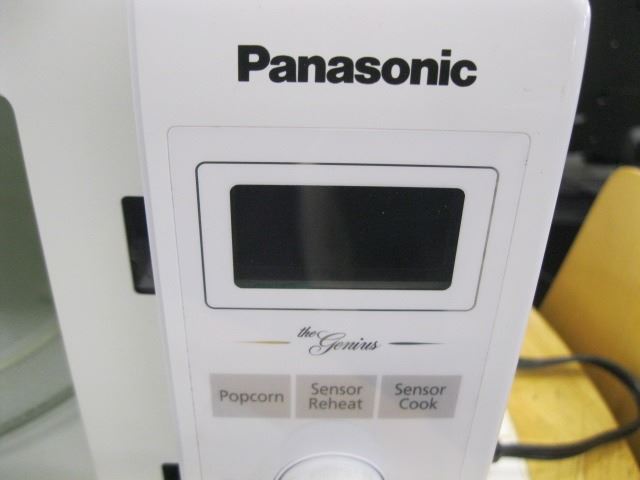 Panasonic
the Genius
Popcorn
Sensor Reheat
Sensor Cook